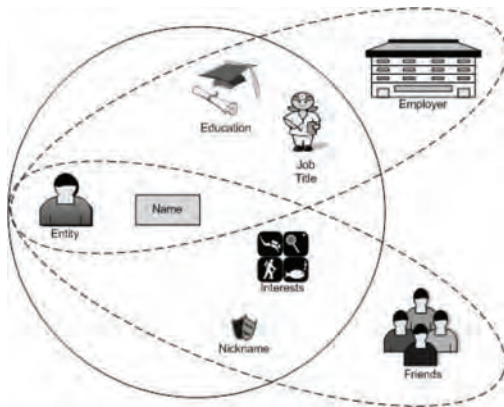 Education
Employer
Job
Title
Name
Entity
Interests
Nickname
Friends